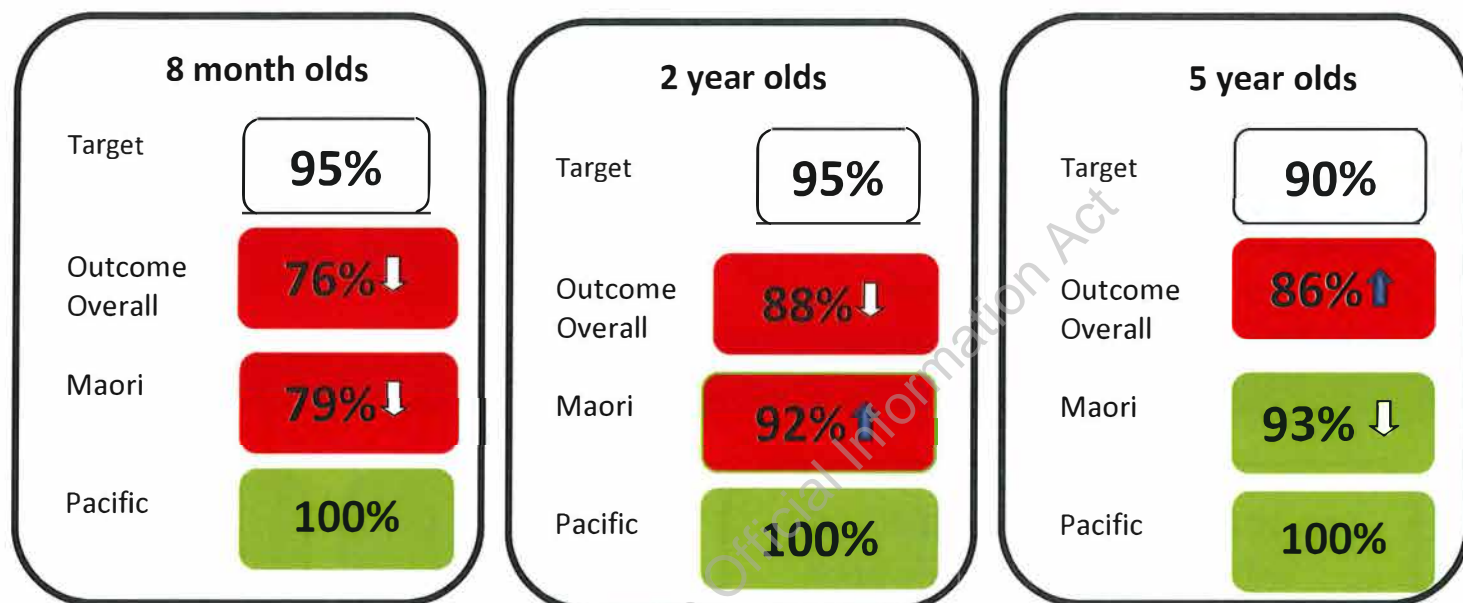 8 month olds
Target
95%
Outcome
Overall
76%
Maori
79%
Pacific
100%
2 year olds
Target
95%
Outcome
Overall
88%
Maori
92%
Pacific
100%
5 year olds
Target
90%
Outcome
Overall
86%
Maori
93%
Pacific
100%
Official Information Act